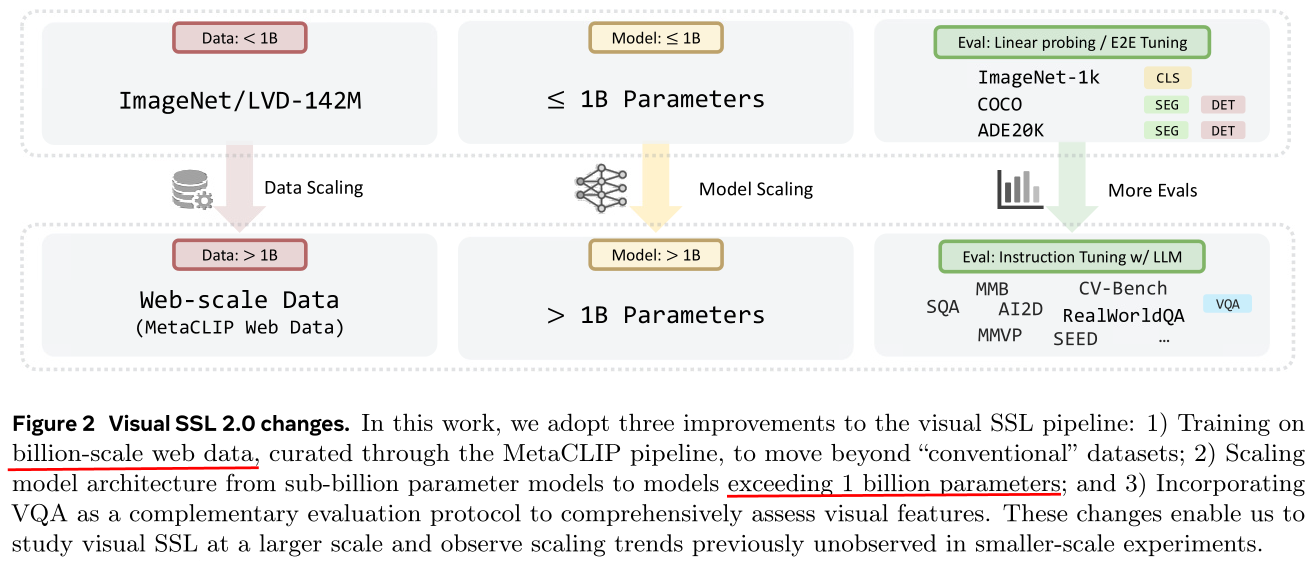 Data: < 1B
ImageNet/LVD-142M
Model: ≤ 1B
≤ 1B Parameters
Eval: Linear probing / E2E Tuning
ImageNet-1k CLS
COCO SEG DET
ADE20K SEG DET
Data Scaling
Model Scaling
More Evals
Data: > 1B
Web-scale Data
(MetaCLIP Web Data)
Model: > 1B
> 1B Parameters
Eval: Instruction Tuning w/ LLM
MMB CV-Bench
SQA AI2D RealWorldQA VQA
MMVP SEED …
Figure 2 Visual SSL 2.0 changes. In this work, we adopt three improvements to the visual SSL pipeline: 1) Training on
billion-scale web data, curated through the MetaCLIP pipeline, to move beyond “conventional” datasets; 2) Scaling
model architecture from sub-billion parameter models to models exceeding 1 billion parameters; and 3) Incorporating
VQA as a complementary evaluation protocol to comprehensively assess visual features. These changes enable us to
study visual SSL at a larger scale and observe scaling trends previously unobserved in smaller-scale experiments.